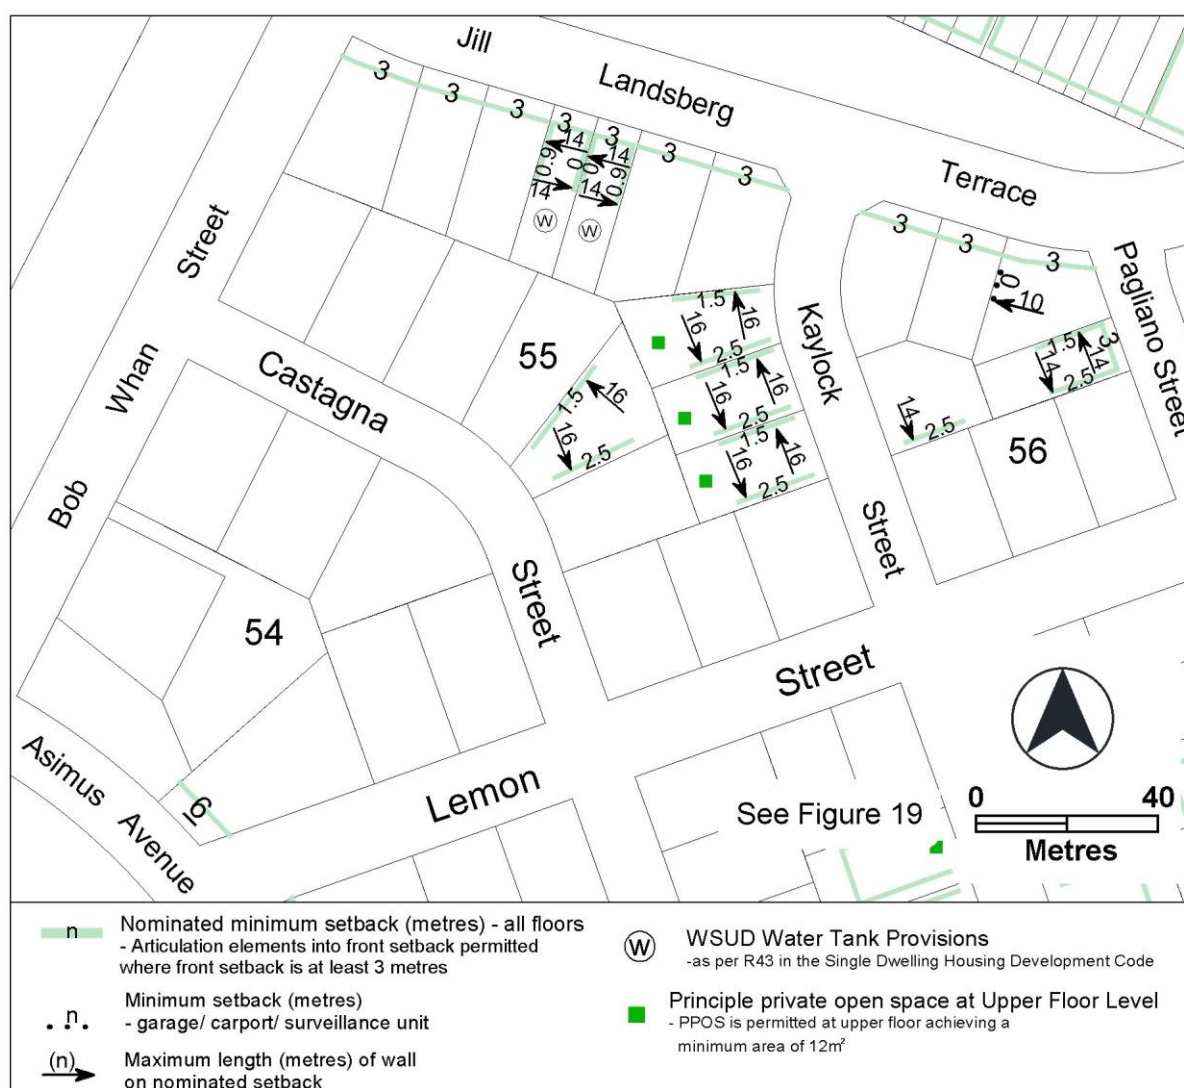 Jill
Landsberg
Terrace
3
3
3
3
3
3
3
14
0.9
0
14
14
0
0.9
14
W
W
3
3
3
0
10
Pagliano Street
Street
Whan
Bob
Castagna
Street
55
1.5
16
16
2.5
1.5
16
16
2.5
1.5
16
16
2.5
1.5
16
16
2.5
Kaylock
Street
1.5
14
14
3
2.5
14
2.5
56
54
Asimus
Avenue
6
Lemon
Street
See Figure 19
0 40
Metres
n Nominated minimum setback (metres) - all floors
- Articulation elements into front setback permitted
where front setback is at least 3 metres
n Minimum setback (metres)
- garage/ carport/ surveillance unit
(n) Maximum length (metres) of wall
on nominated setback
W WSUD Water Tank Provisions
-as per R43 in the Single Dwelling Housing Development Code
Principle private open space at Upper Floor Level
- PPOS is permitted at upper floor achieving a
minimum area of 12m²